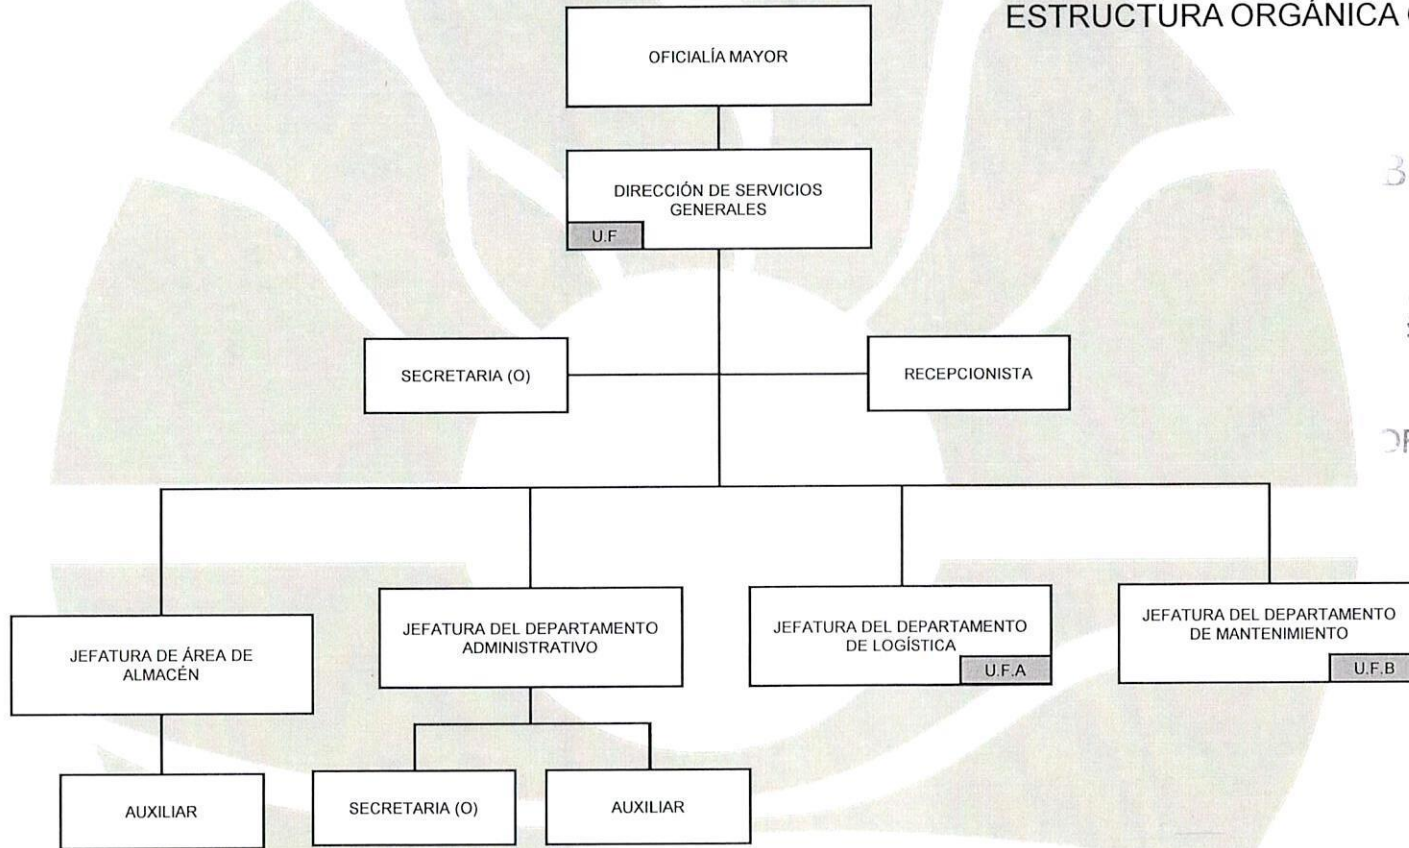 ESTRUCTURA ORGÁNICA
OFICIALÍA MAYOR
DIRECCIÓN DE SERVICIOS
GENERALES
U.F
SECRETARIA (O)
RECEPCIONISTA
JEFATURA DE ÁREA DE
ALMACÉN
JEFATURA DEL DEPARTAMENTO
ADMINISTRATIVO
JEFATURA DEL DEPARTAMENTO
DE LOGÍSTICA
U.F.A
JEFATURA DEL DEPARTAMENTO
DE MANTENIMIENTO
U.F.B
AUXILIAR
SECRETARIA (O)
AUXILIAR